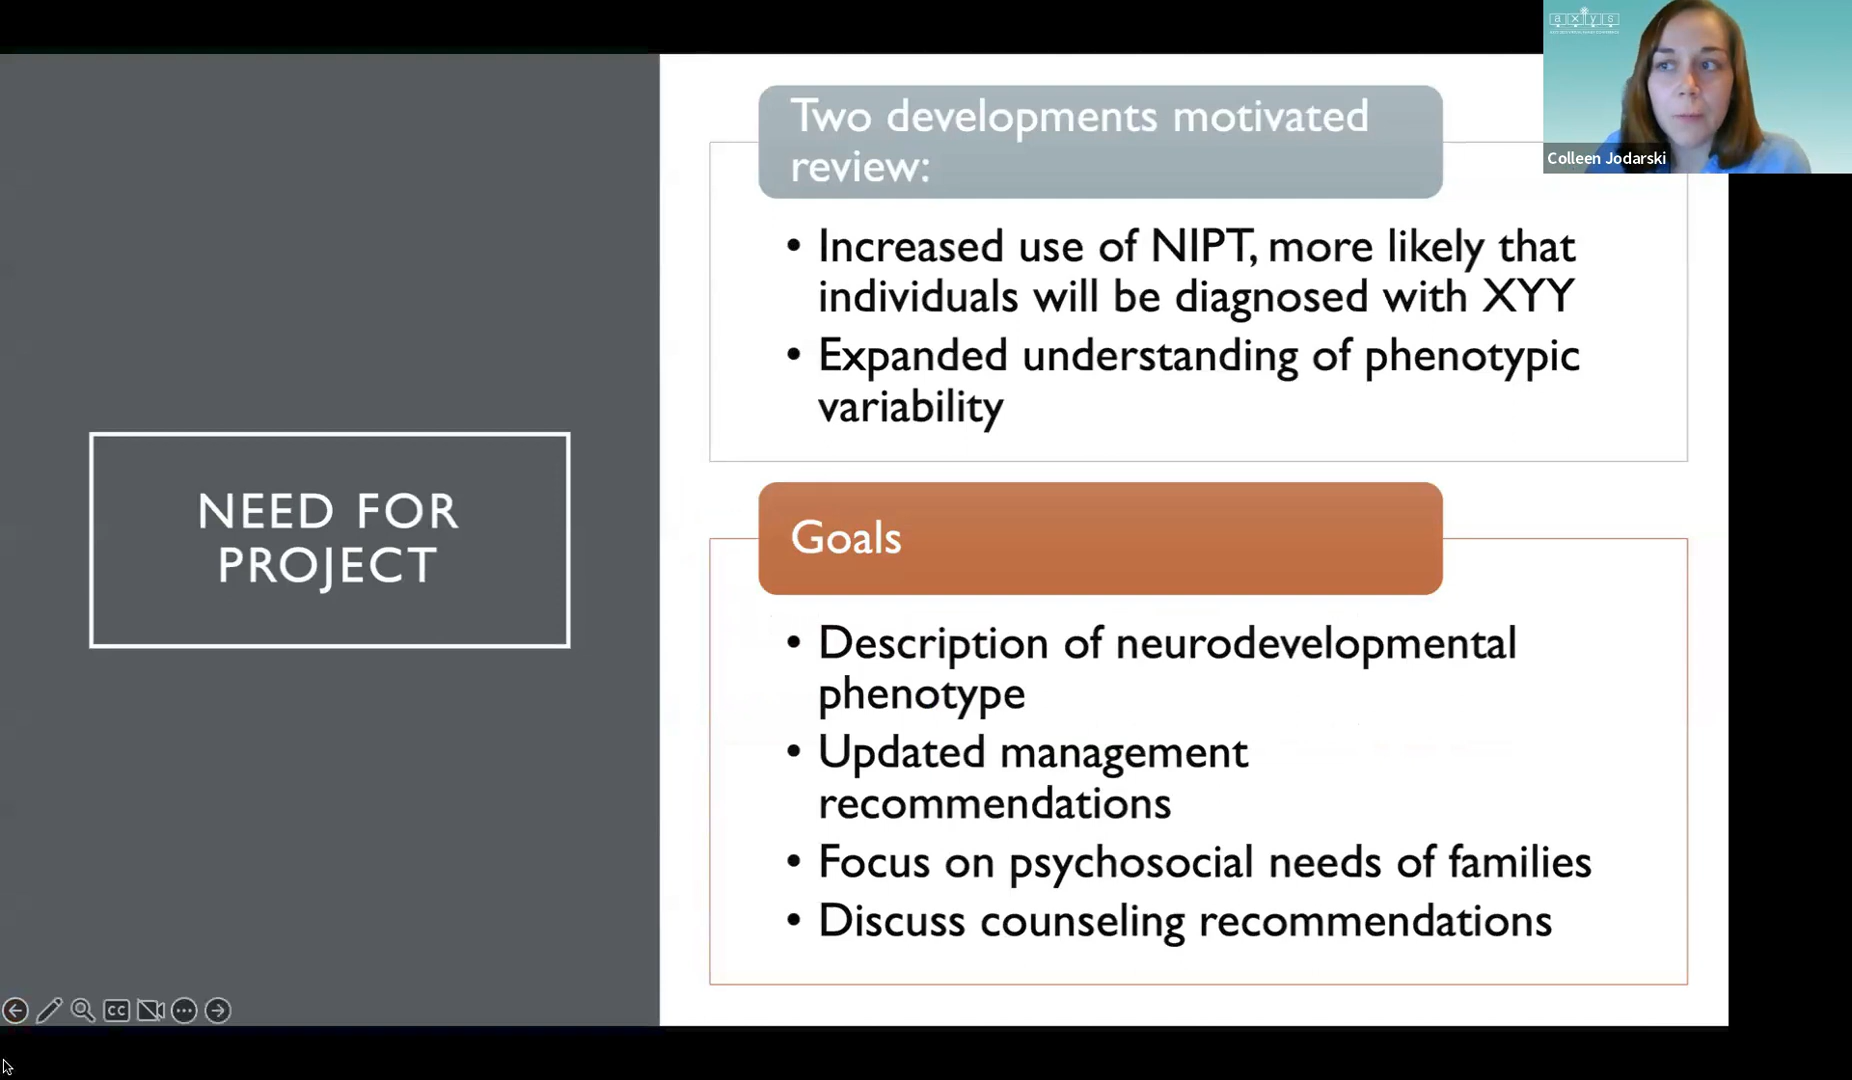 axys
Colleen Jodarski
NEED FOR
PROJECT
Two developments motivated
review:
• Increased use of NIPT, more likely that
individuals will be diagnosed with XYY
• Expanded understanding of phenotypic
variability
Goals
• Description of neurodevelopmental
phenotype
• Updated management
recommendations
• Focus on psychosocial needs of families
• Discuss counseling recommendations
CC